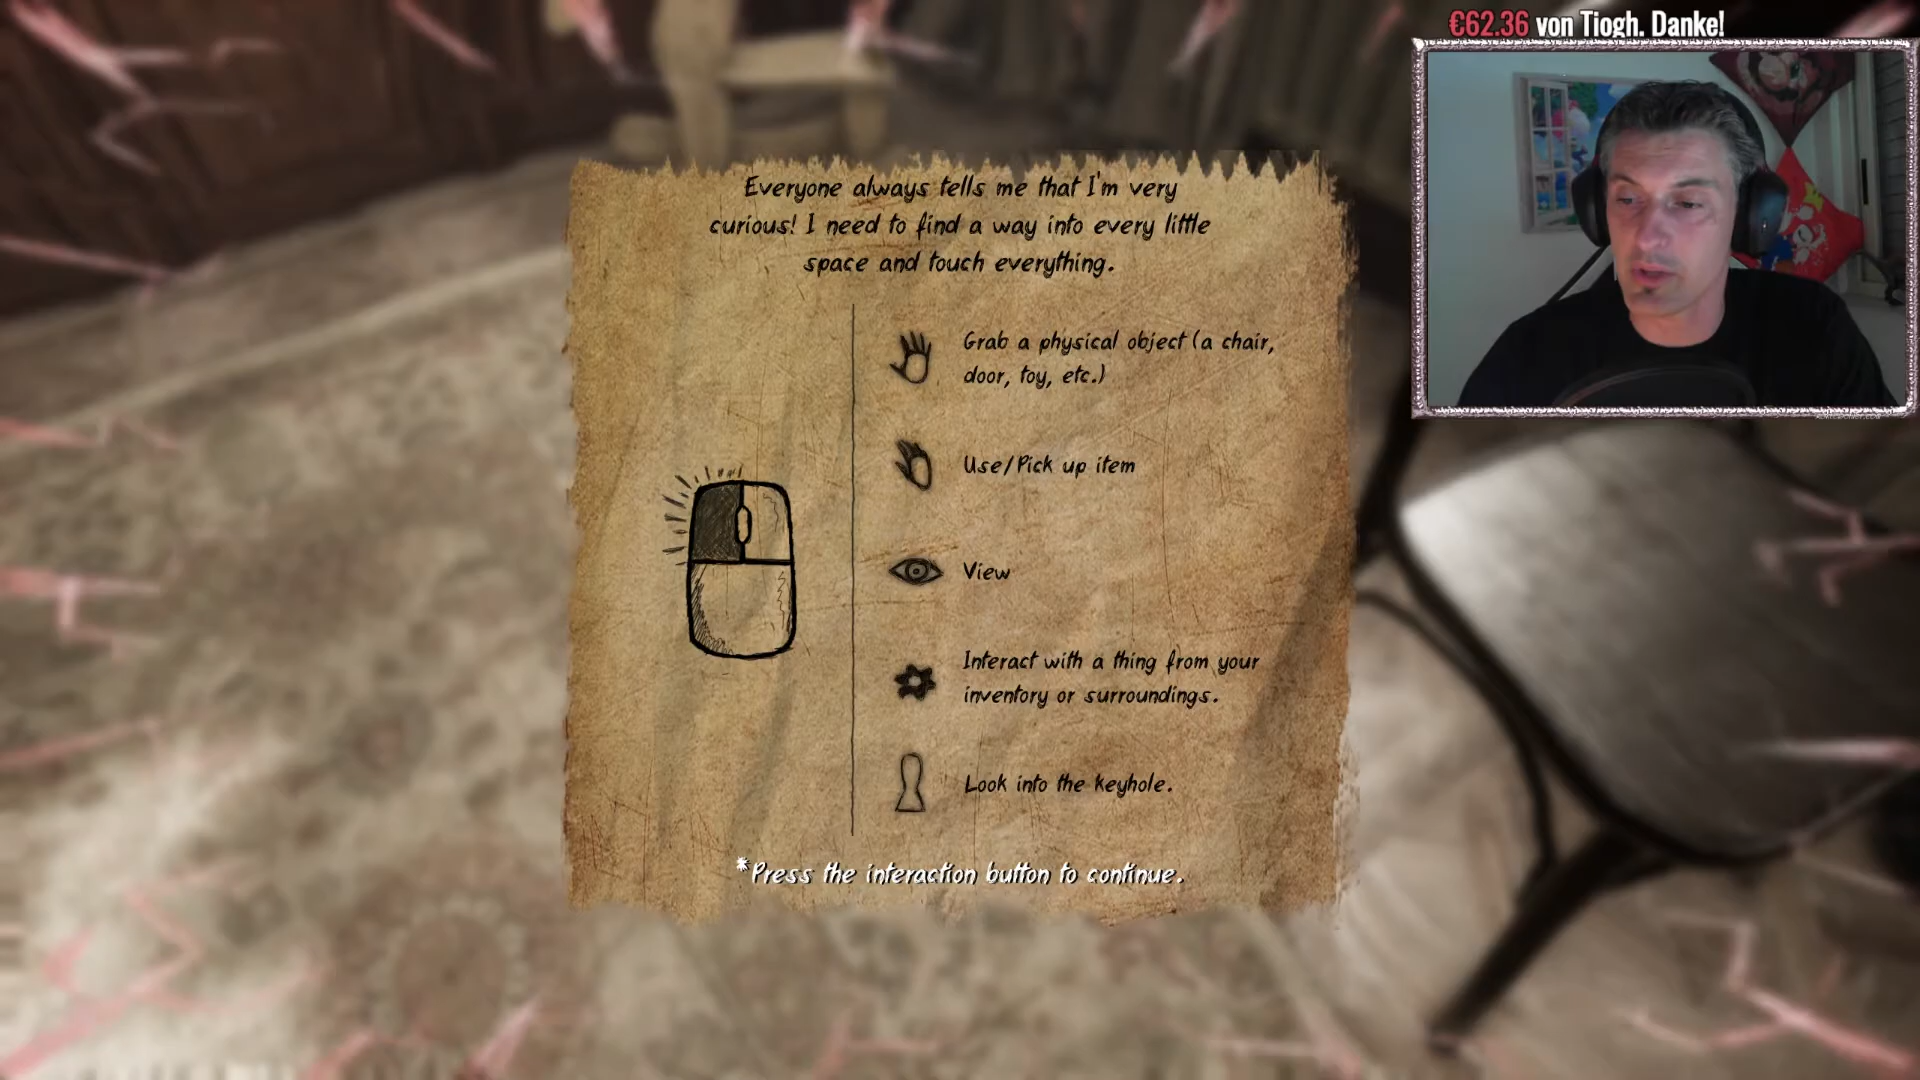 €62.36 von Tiogh. Danke!
Everyone always tells me that I'm very
curious! I need to find a way into every little
space and touch everything.
Grab a physical object (a chair,
door, toy, etc.)
Use/Pick up item
View
Interact with a thing from your
inventory or surroundings.
Look into the keyhole.
*Press the interaction button to continue.